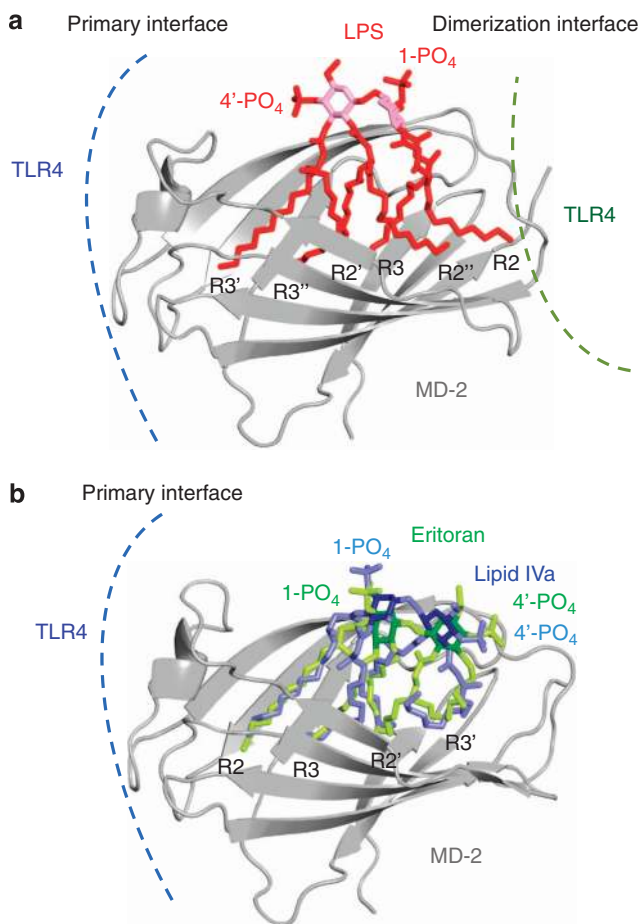 a
Primary interface
LPS
Dimerization interface
1-PO₄
4'-PO₄
TLR4
TLR4
R3'
R3''
R2'
R3
R2''
R2
MD-2
b
Primary interface
Eritoran
1-PO₄
Lipid IVa
1-PO₄
4'-PO₄
TLR4
4'-PO₄
R3'
R2
R3
R2'
MD-2